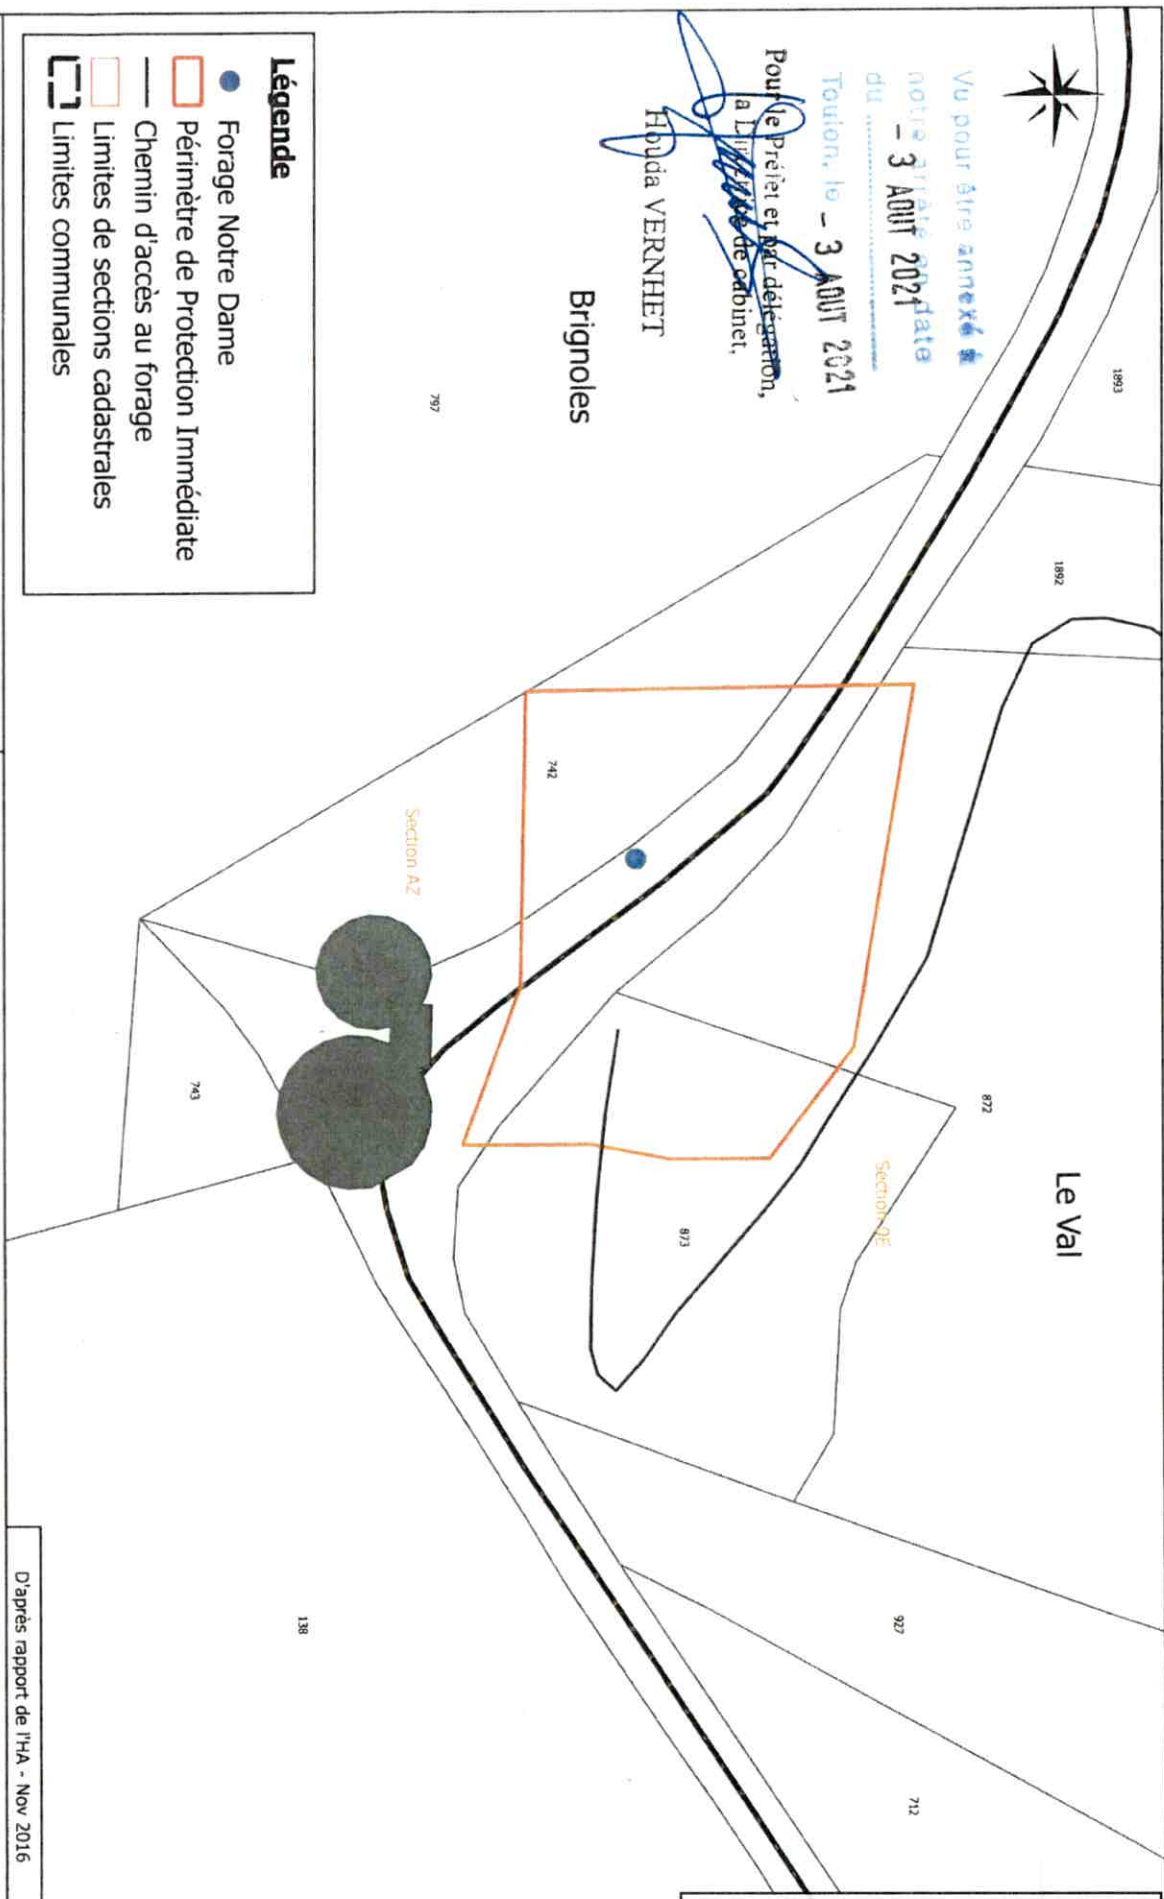 Vu pour être annexé à
notre arrêté en date
du - 3 AOUT 2021
Toulon, le - 3 AOUT 2021
Pour le Préfet et par délégation,
a Directrice de cabinet,
Houda VERNHET
1893
1892
Le Val
872
Section QE
873
927
712
Brignoles
797
742
Section AZ
743
138
Légende
Forage Notre Dame
Périmètre de Protection Immédiate
Chemin d'accès au forage
Limites de sections cadastrales
Limites communales
D'après rapport de l'HA - Nov 2016